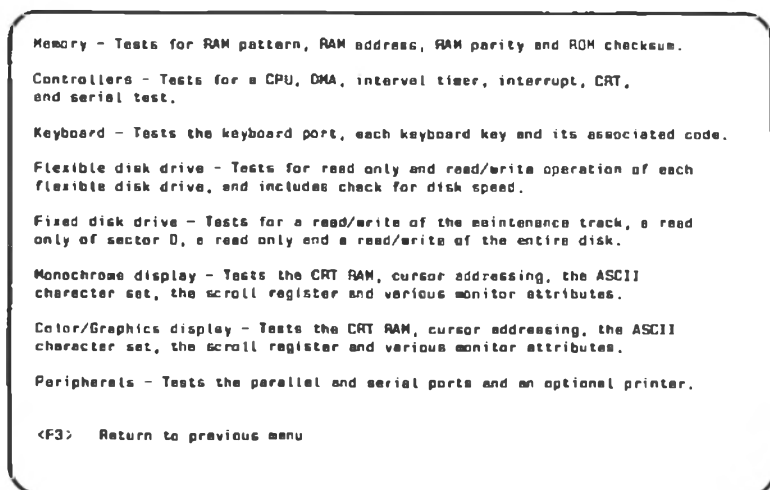 Memory - Tests for RAM pattern, RAM address, RAM parity and ROM checksum.
Controllers - Tests for a CPU, DMA, interval timer, interrupt, CRT,
and serial test.
Keyboard - Tests the keyboard port, each keyboard key and its associated code.
Flexible disk drive - Tests for read only and read/write operation of each
flexible disk drive, and includes check for disk speed.
Fixed disk drive - Tests for a read/write of the maintenance track, a read
only of sector 0, a read only and a read/write of the entire disk.
Monochrome display - Tests the CRT RAM, cursor addressing, the ASCII
character set, the scroll register and various monitor attributes.
Color/Graphics display - Tests the CRT RAM, cursor addressing, the ASCII
character set, the scroll register and various monitor attributes.
Peripherals - Tests the parallel and serial ports and an optional printer.
<F3> Return to previous menu